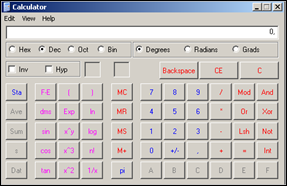 Calculator
Edit View Help
0,
Hex Dec Oct Bin Degrees Radians Grads
Inv Hyp Backspace CE C
Sta F-E ( ) MC 7 8 9 / Mod And
Ave dms Exp ln MR 4 5 6 * Or Xor
Sum sin x^y log MS 1 2 3 - Lsh Not
s cos x^3 n! M+ 0 +/- , + = Int
Dat tan x^2 1/x pi A B C D E F